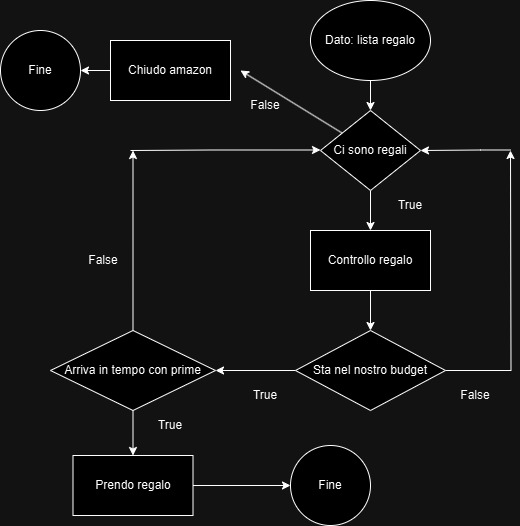 Dato: lista regalo
Fine
Chiudo amazon
False
Ci sono regali
True
Controllo regalo
False
Arriva in tempo con prime
Sta nel nostro budget
True
False
True
Prendo regalo
Fine